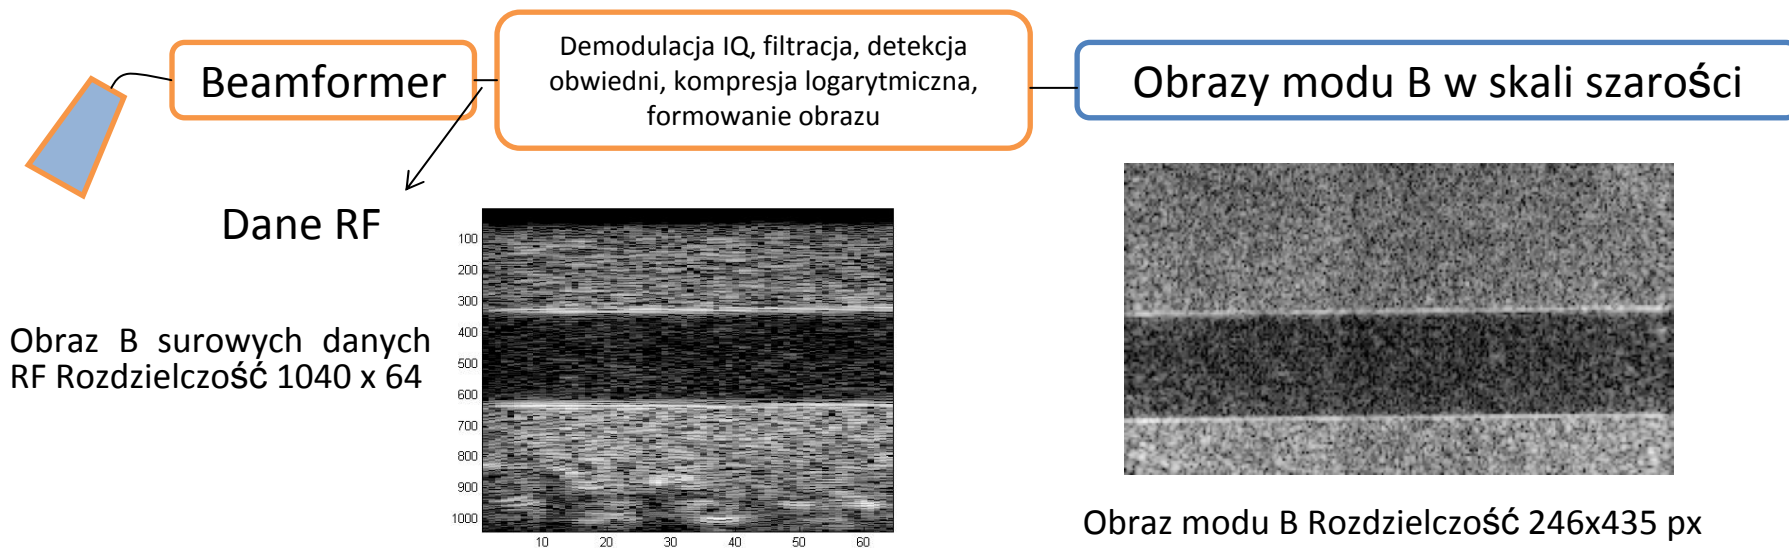 Beamformer
Demodulacja IQ, filtracja, detekcja
obwiedni, kompresja logarytmiczna,
formowanie obrazu
Obrazy modu B w skali szarości
Dane RF
Obraz B surowych danych
RF Rozdzielczość 1040 x 64
100
200
300
400
500
600
700
800
900
1000
10 20 30 40 50 60
Obraz modu B Rozdzielczość 246x435 px